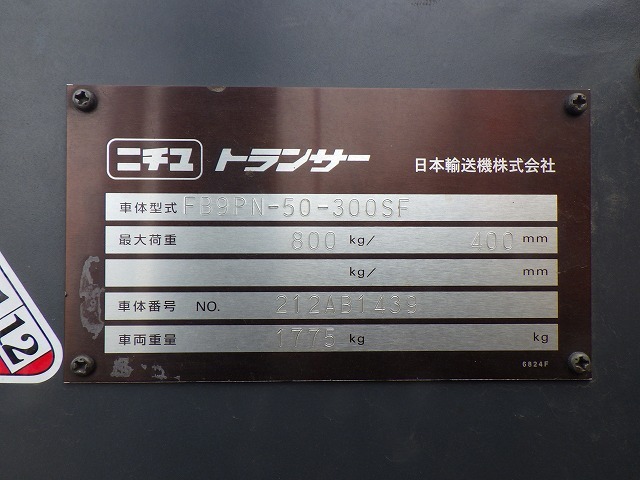 ニチユ トランサー 日本輸送機株式会社
車体型式 FB9PN-50-300SF
最大荷重 800 kg/ 400 mm
kg/ mm
車体番号 NO. 212AB1439
車両重量 1775 kg kg
6824F
12